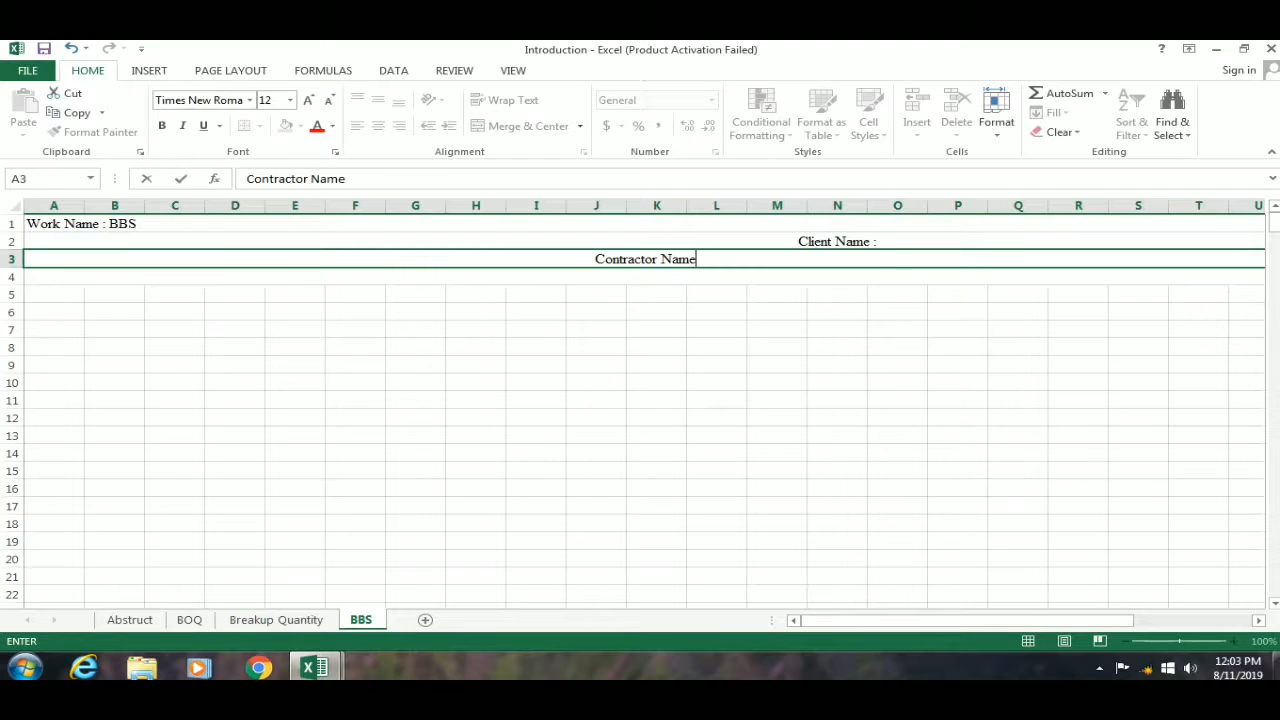 Introduction - Excel (Product Activation Failed)
Sign in
FILE HOME INSERT PAGE LAYOUT FORMULAS DATA REVIEW VIEW
Paste
Cut
Copy
Format Painter
Clipboard
Times New Roma 12
B I U
Font
Wrap Text
Merge & Center
Alignment
General
$ % ,
Number
Conditional Formatting
Format as Table
Cell Styles
Styles
Insert Delete Format
Cells
AutoSum
Fill
Clear
Sort & Filter
Find & Select
Editing
A3 fx Contractor Name
A B C D E F G H I J K L M N O P Q R S T U
1 Work Name : BBS
2 Client Name :
3 Contractor Name
4
5
6
7
8
9
10
11
12
13
14
15
16
17
18
19
20
21
22
Abstruct BOQ Breakup Quantity BBS
ENTER 100%
12:03 PM
8/11/2019